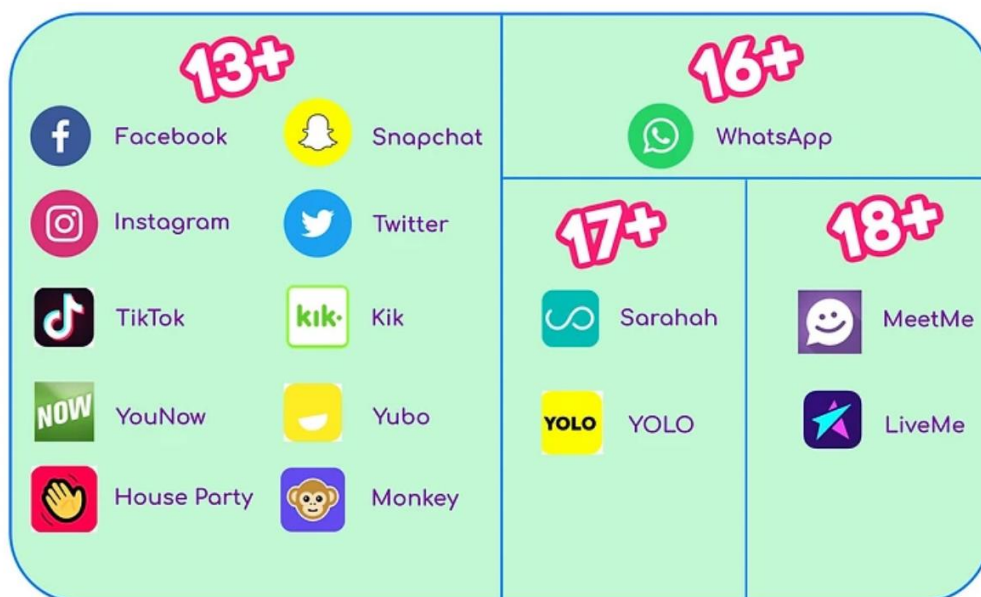 13+
Facebook
Snapchat
Instagram
Twitter
TikTok
kik·
Kik
NOW
YouNow
Yubo
House Party
Monkey
16+
WhatsApp
17+
Sarahah
YOLO
YOLO
18+
MeetMe
LiveMe